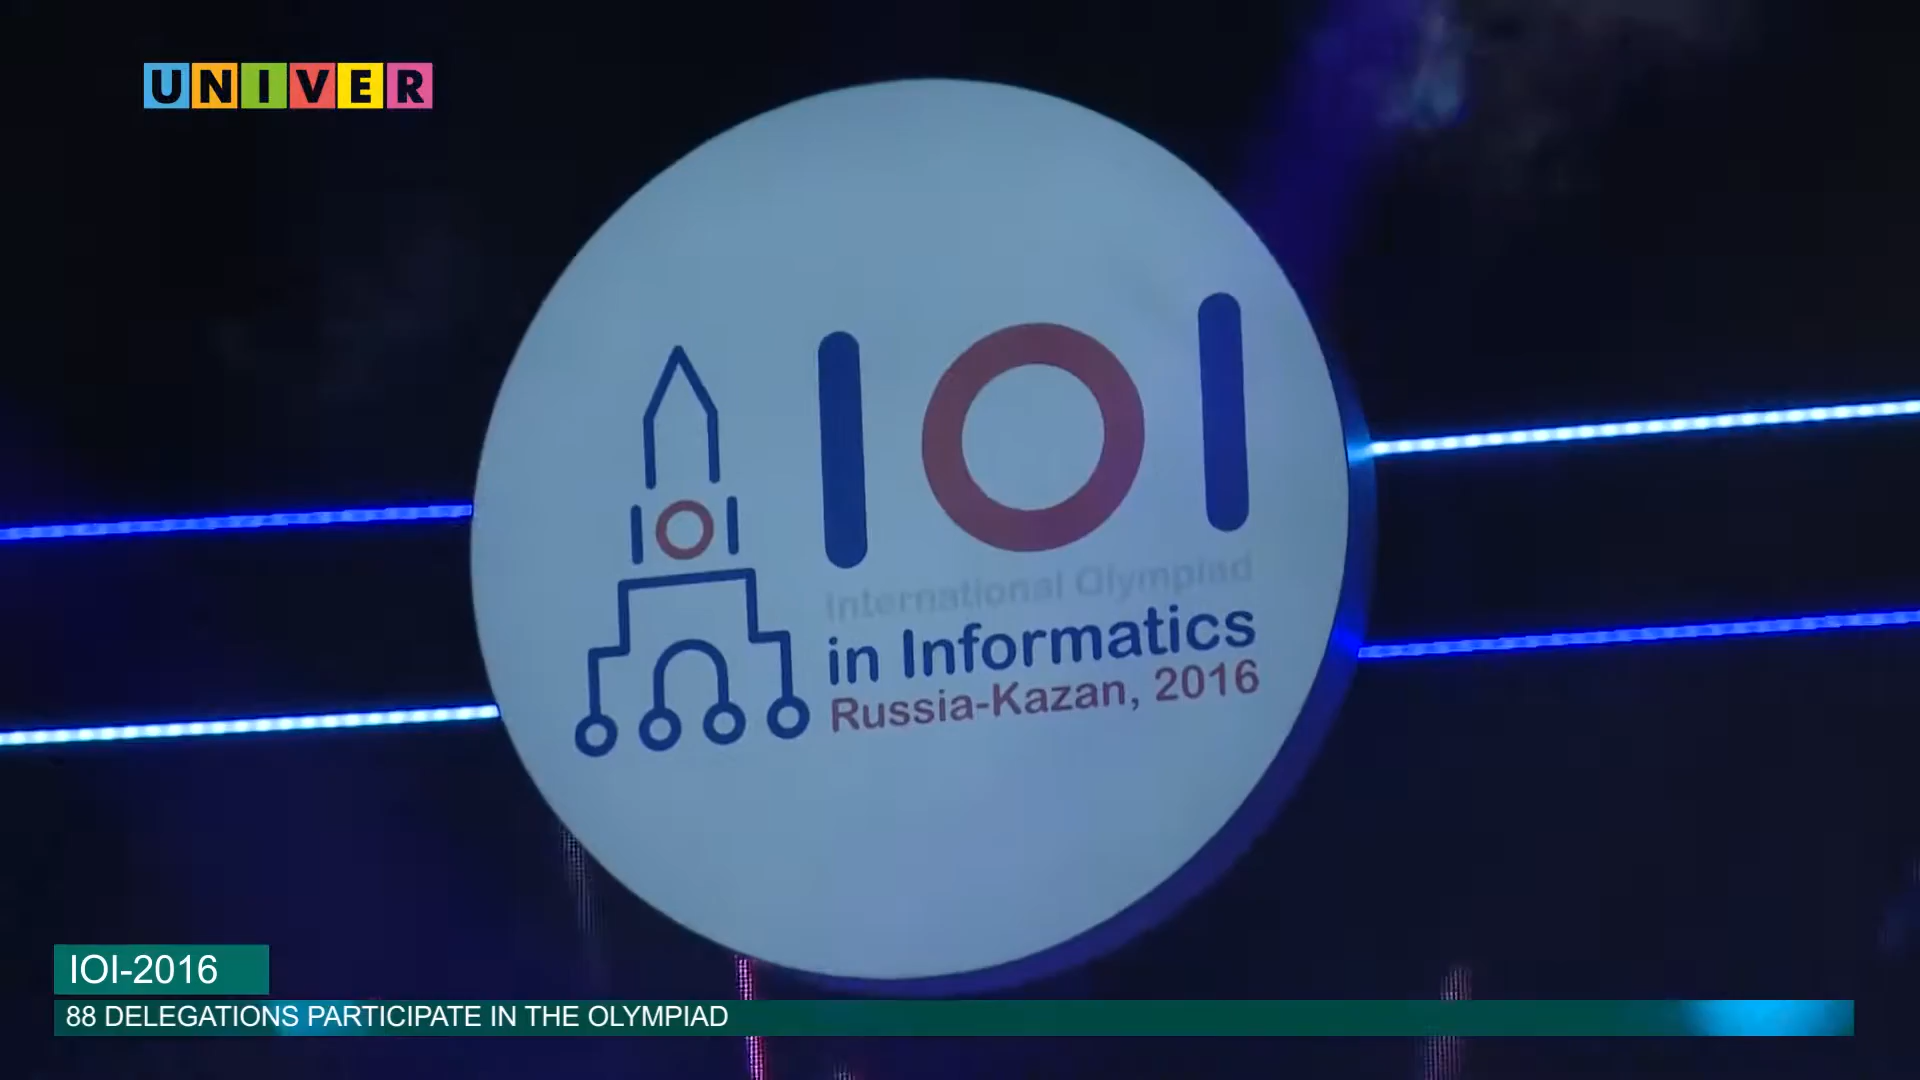 UNIVER
IOI
IOI
International Olympiad
in Informatics
Russia-Kazan, 2016
IOI-2016
88 DELEGATIONS PARTICIPATE IN THE OLYMPIAD